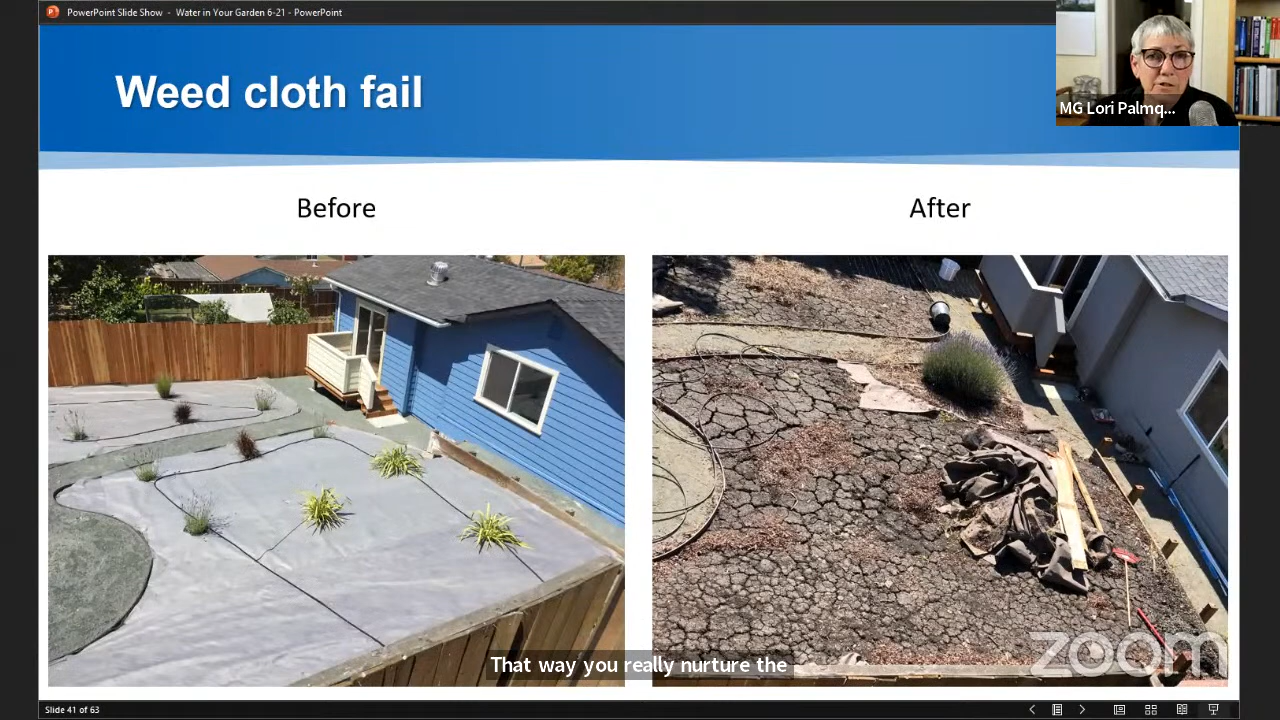 PowerPoint Slide Show - Water in Your Garden 6-21 - PowerPoint
Weed cloth fail
MG Lori Palmq...
Before
After
That way you really nurture the
zoom
Slide 41 of 63